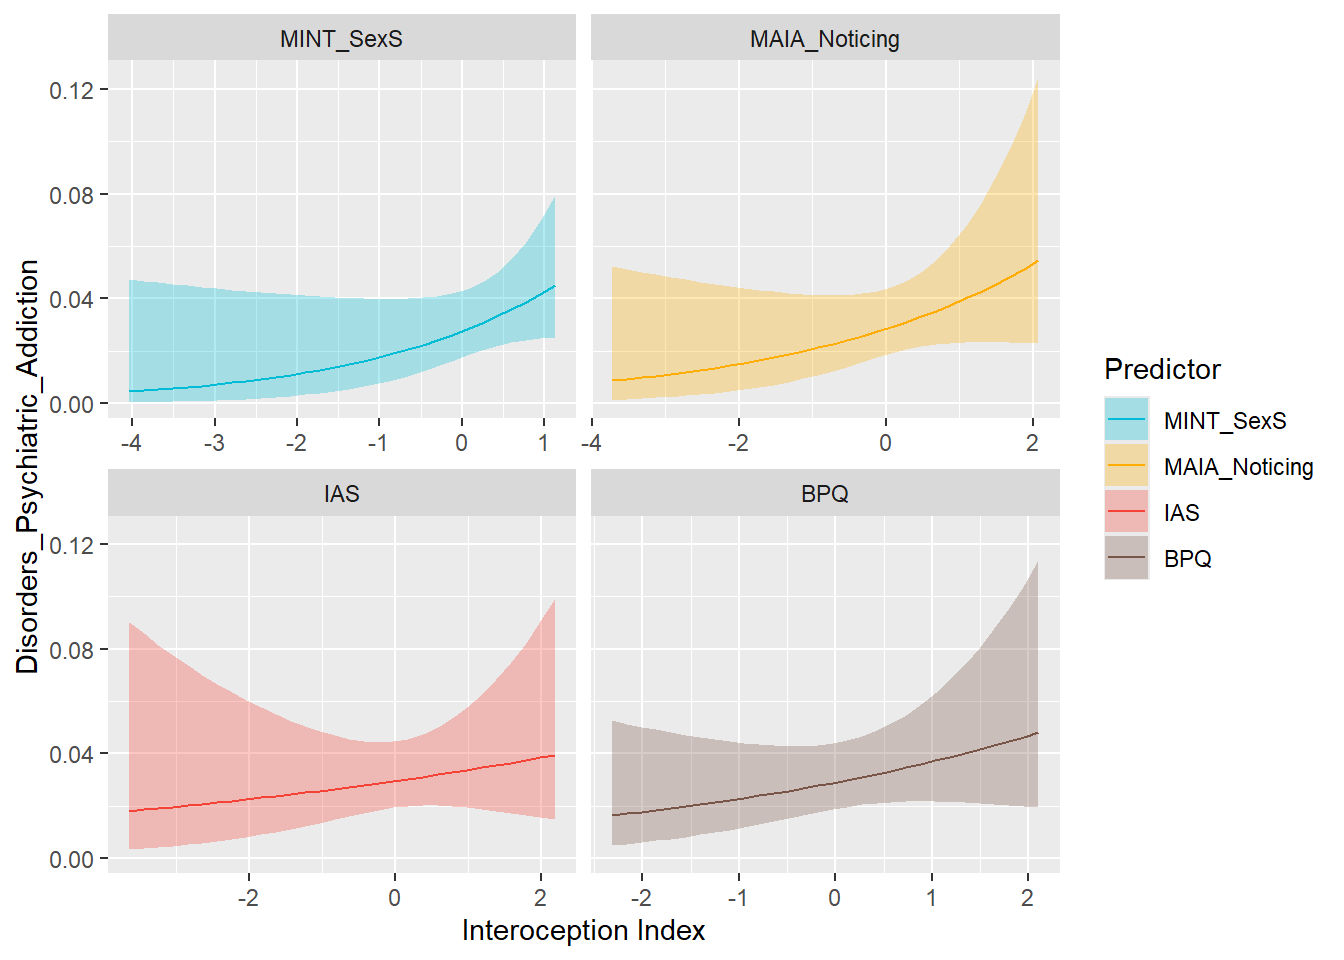 MINT_SexS
MAIA_Noticing
0.12
0.08
0.04
0.00
-4 -3 -2 -1 0 1
-4 -2 0 2
IAS
BPQ
0.12
0.08
0.04
0.00
-2 0 2
-2 -1 0 1 2
Disorders_Psychiatric_Addiction
Interoception Index
Predictor
MINT_SexS
MAIA_Noticing
IAS
BPQ